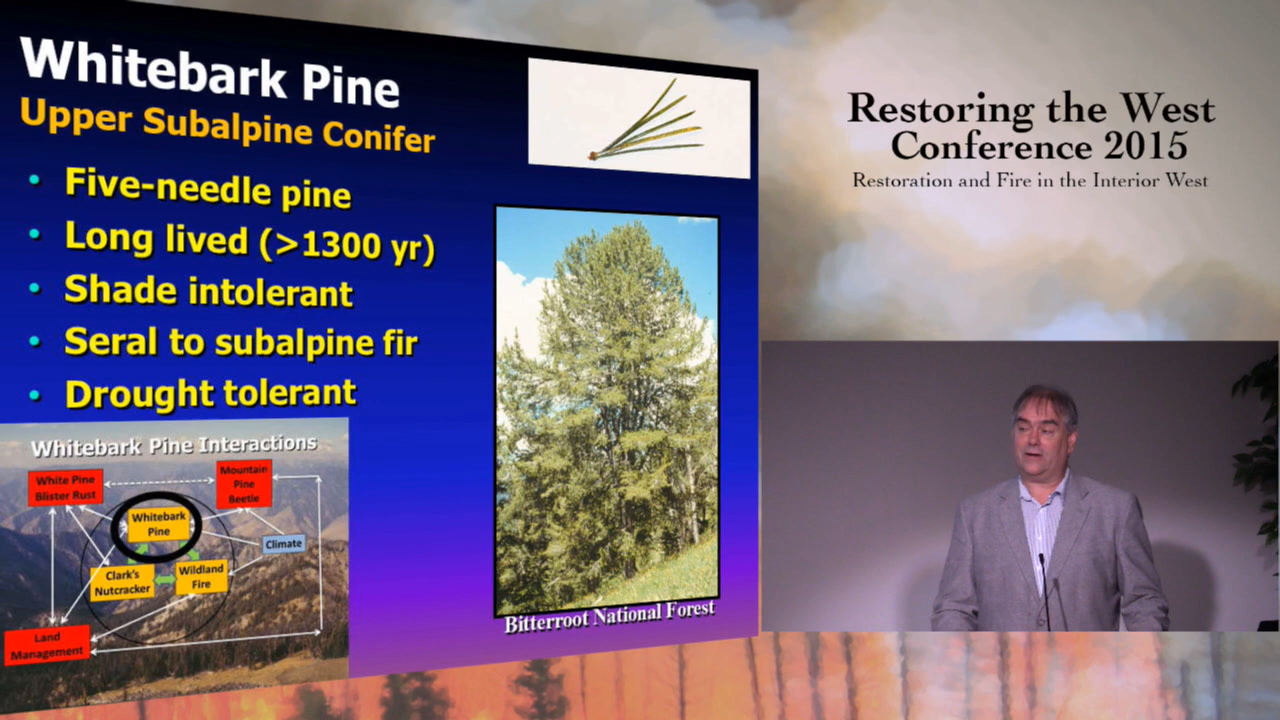 Whitebark Pine
Upper Subalpine Conifer
• Five-needle pine
• Long lived (>1300 yr)
• Shade intolerant
• Seral to subalpine fir
• Drought tolerant
Bitterroot National Forest
Whitebark Pine Interactions
White Pine
Blister Rust
Mountain
Pine
Beetle
Whitebark
Pine
Climate
Clark's
Nutcracker
Wildland
Fire
Land
Management
Restoring the West
Conference 2015
Restoration and Fire in the Interior West